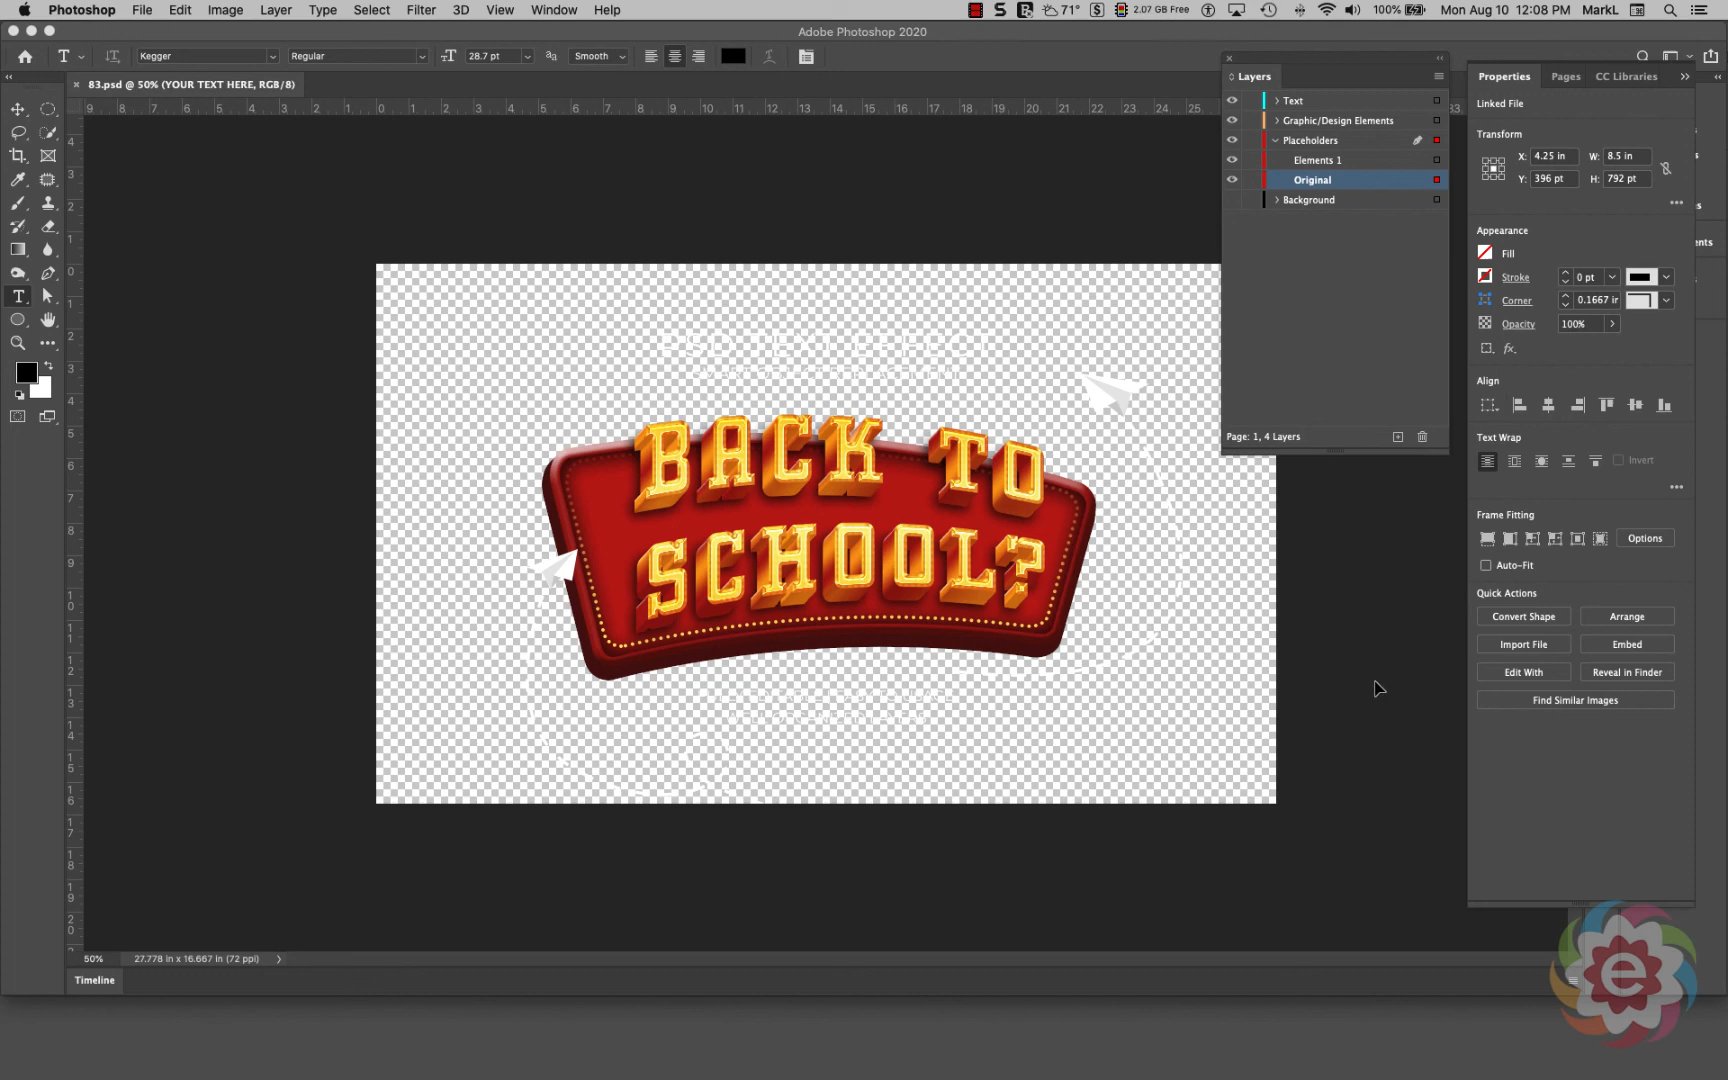 Photoshop File Edit Image Layer Type Select Filter 3D View Window Help 2.07 GB Free 71° 100% Mon Aug 10 12:08 PM MarkL
Adobe Photoshop 2020
Kegger Regular 28.7 pt Smooth
83.psd @ 50% (YOUR TEXT HERE, RGB/8)
Layers
Text
Graphic/Design Elements
Placeholders
Elements 1
Original
Background
Page: 1, 4 Layers
Properties Pages CC Libraries
Linked File
Transform
X: 4.25 in W: 8.5 in
Y: 396 pt H: 792 pt
Appearance
Fill
Stroke 0 pt
Corner 0.1667 in
Opacity 100%
fx.
Align
Text Wrap
Invert
Frame Fitting
Options
Auto-Fit
Quick Actions
Convert Shape Arrange
Import File Embed
Edit With Reveal in Finder
Find Similar Images
BACK TO
SCHOOL?
50% 27.778 in x 16.667 in (72 ppi)
Timeline
e